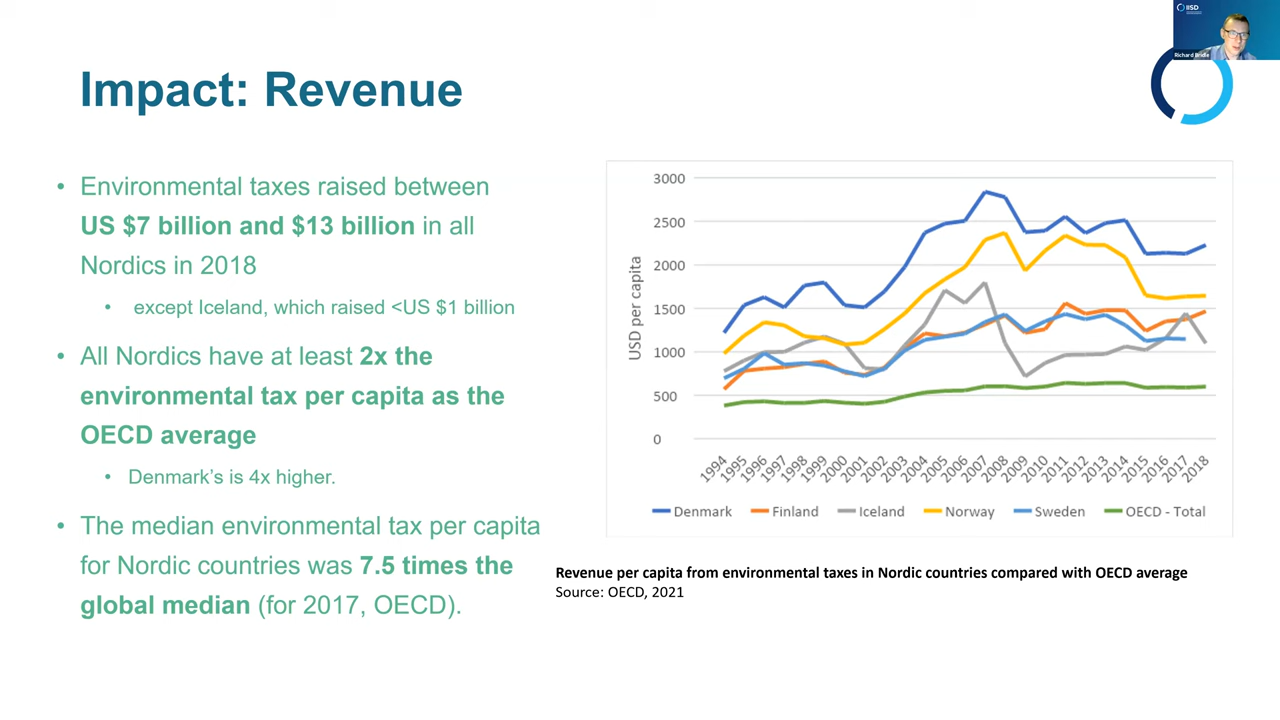 IISD
Richard Bridle
Impact: Revenue
• Environmental taxes raised between
US $7 billion and $13 billion in all
Nordics in 2018
• except Iceland, which raised <US $1 billion
• All Nordics have at least 2x the
environmental tax per capita as the
OECD average
• Denmark's is 4x higher.
• The median environmental tax per capita
for Nordic countries was 7.5 times the
global median (for 2017, OECD).
USD per capita
3000
2500
2000
1500
1000
500
0
1994 1995 1996 1997 1998 1999 2000 2001 2002 2003 2004 2005 2006 2007 2008 2009 2010 2011 2012 2013 2014 2015 2016 2017 2018
Denmark Finland Iceland Norway Sweden OECD - Total
Revenue per capita from environmental taxes in Nordic countries compared with OECD average
Source: OECD, 2021